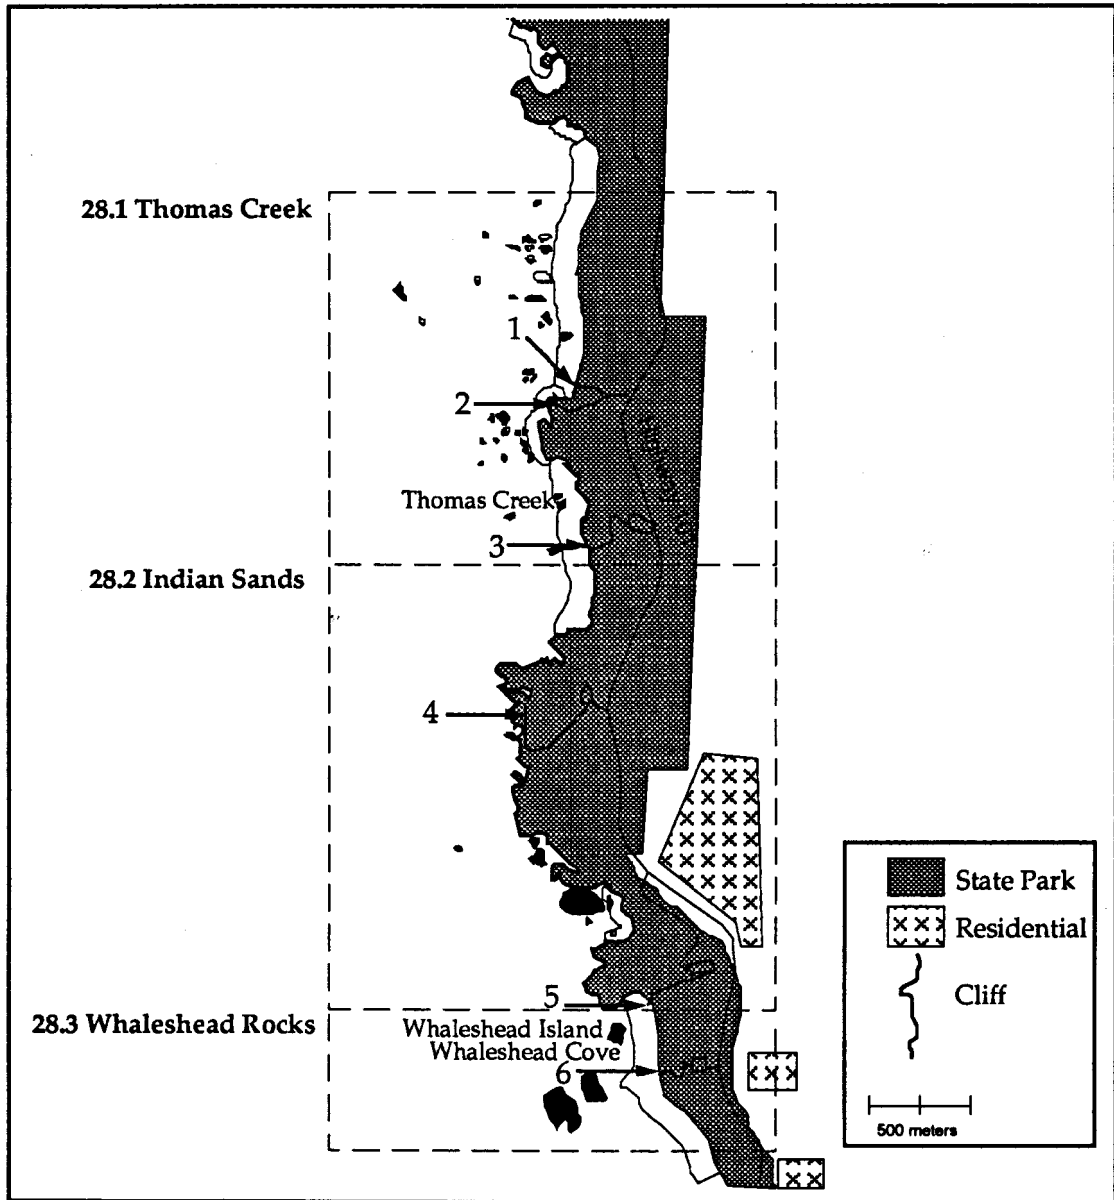 28.1 Thomas Creek
1
2
Thomas Creek
3
28.2 Indian Sands
4
State Park
Residential
Cliff
5
28.3 Whaleshead Rocks
Whaleshead Island
Whaleshead Cove
6
500 meters